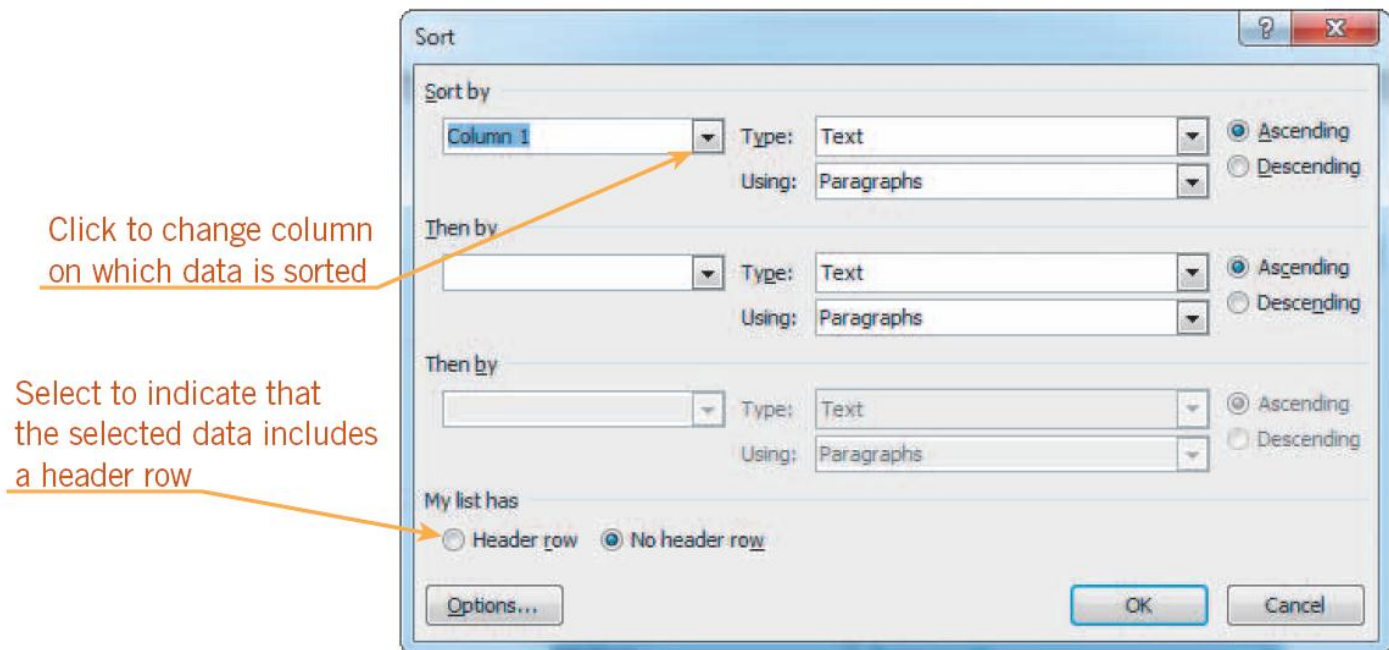 Sort
Sort by
Column 1 Type: Text Ascending
Using: Paragraphs Descending
Click to change column
on which data is sorted
Then by
Type: Text Ascending
Using: Paragraphs Descending
Then by
Type: Text Ascending
Using: Paragraphs Descending
Select to indicate that
the selected data includes
a header row
My list has
Header row No header row
Options... OK Cancel